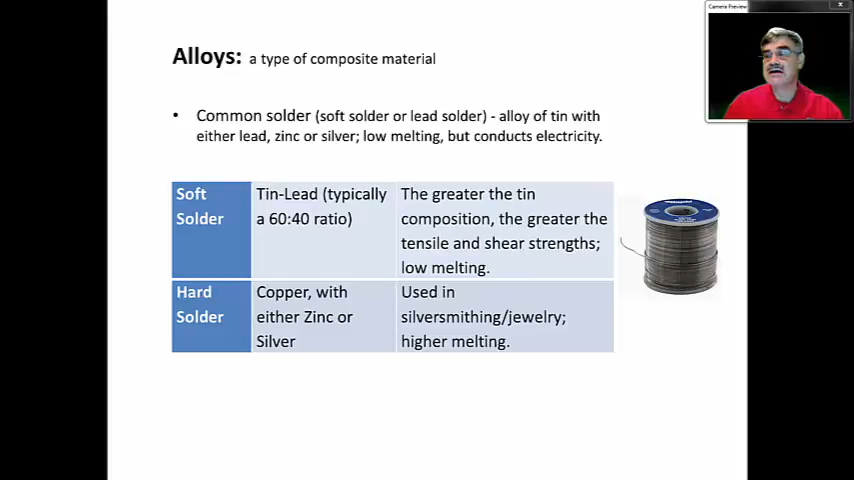 Camera Preview
Alloys: a type of composite material
• Common solder (soft solder or lead solder) - alloy of tin with
either lead, zinc or silver; low melting, but conducts electricity.
Soft
Solder
Tin-Lead (typically
a 60:40 ratio)
The greater the tin
composition, the greater the
tensile and shear strengths;
low melting.
Hard
Solder
Copper, with
either Zinc or
Silver
Used in
silversmithing/jewelry;
higher melting.